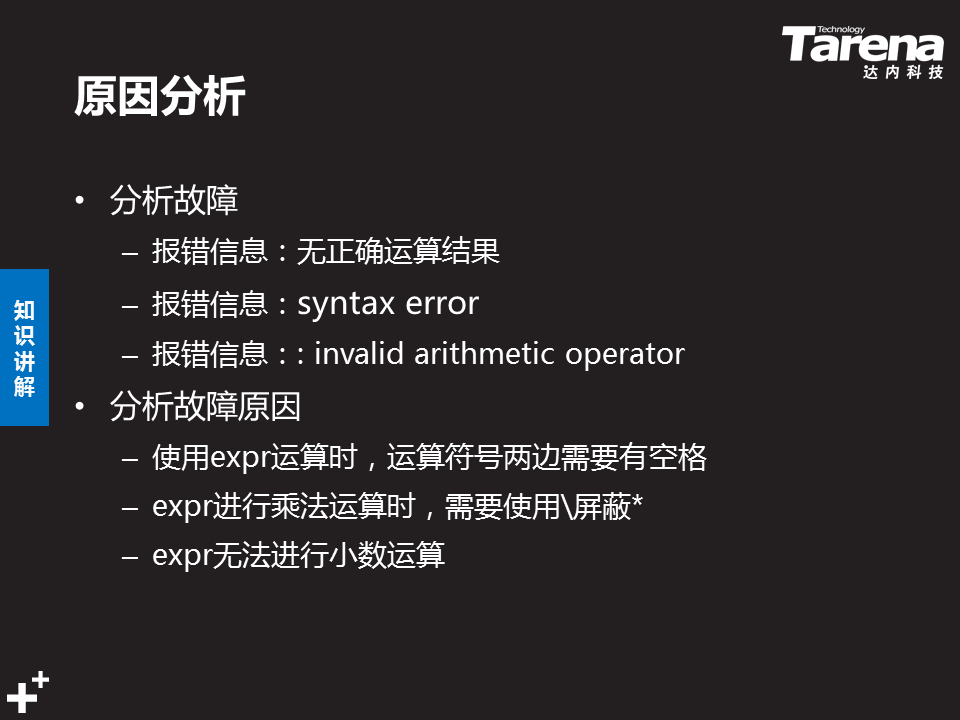 Technology
Tarena
达内科技
原因分析
• 分析故障
– 报错信息：无正确运算结果
– 报错信息：syntax error
– 报错信息：: invalid arithmetic operator
• 分析故障原因
– 使用expr运算时，运算符号两边需要有空格
– expr进行乘法运算时，需要使用\屏蔽*
– expr无法进行小数运算
知识讲解